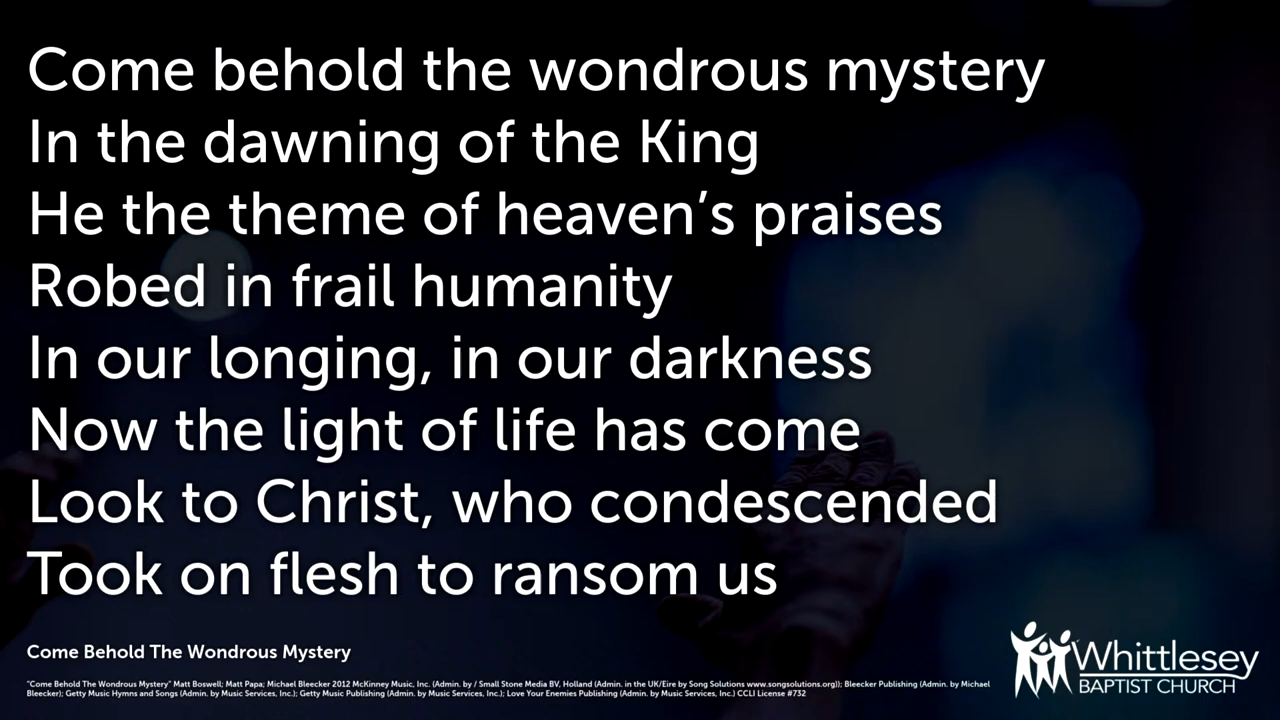 Come behold the wondrous mystery
In the dawning of the King
He the theme of heaven’s praises
Robed in frail humanity
In our longing, in our darkness
Now the light of life has come
Look to Christ, who condescended
Took on flesh to ransom us
Come Behold The Wondrous Mystery
"Come Behold The Wondrous Mystery" Matt Boswell; Matt Papa; Michael Bleecker 2012 McKinney Music, Inc. (Admin. by / Small Stone Media BV, Holland (Admin. in the UK/Eire by Song Solutions www.songsolutions.org)); Bleecker Publishing (Admin. by Michael
Bleecker); Getty Music Hymns and Songs (Admin. by Music Services, Inc.); Getty Music Publishing (Admin. by Music Services, Inc.); Love Your Enemies Publishing (Admin. by Music Services, Inc.) CCLI License #732
Whittlesey
BAPTIST CHURCH